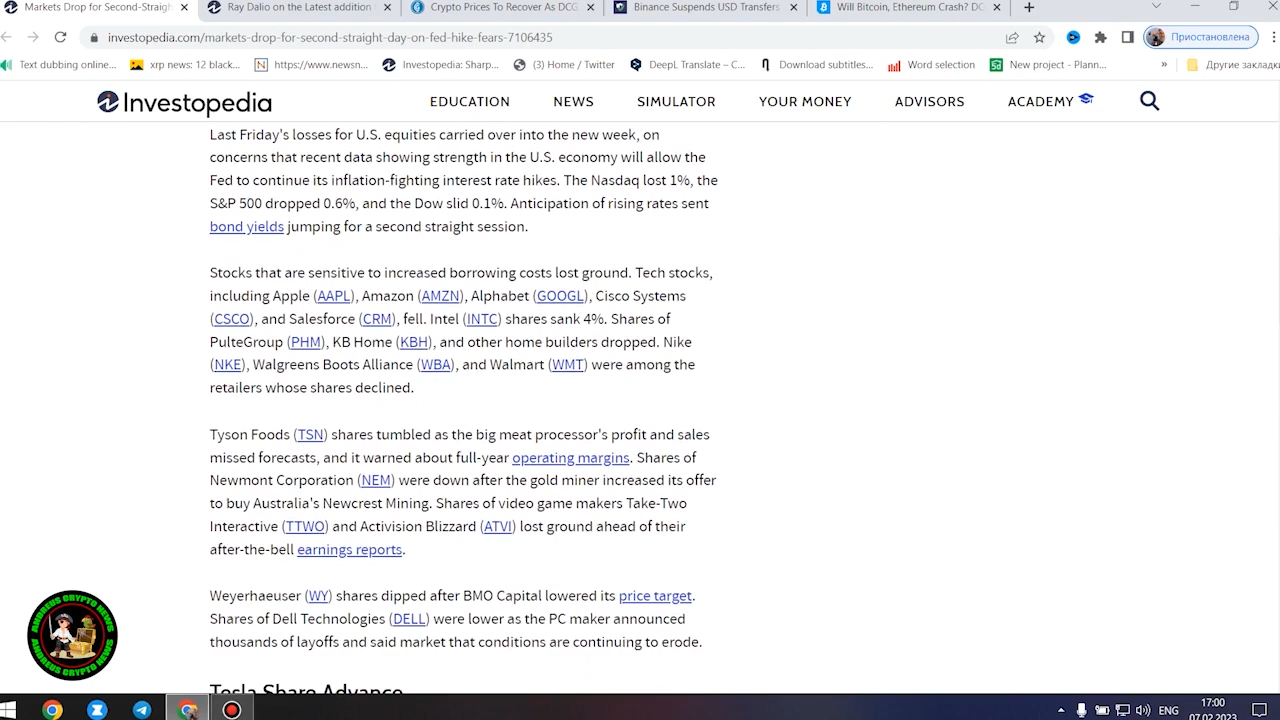 Markets Drop for Second-Straigh
Ray Dalio on the Latest addition
Crypto Prices To Recover As DCG
Binance Suspends USD Transfers
Will Bitcoin, Ethereum Crash? DC
investopedia.com/markets-drop-for-second-straight-day-on-fed-hike-fears-7106435
Приостановлена
Text dubbing online...
xrp news: 12 black...
https://www.newsn...
Investopedia: Sharp...
(3) Home / Twitter
DeepL Translate – C...
Download subtitles...
Word selection
New project - Plann...
»
Другие закладки
Investopedia
EDUCATION
NEWS
SIMULATOR
YOUR MONEY
ADVISORS
ACADEMY
Last Friday's losses for U.S. equities carried over into the new week, on
concerns that recent data showing strength in the U.S. economy will allow the
Fed to continue its inflation-fighting interest rate hikes. The Nasdaq lost 1%, the
S&P 500 dropped 0.6%, and the Dow slid 0.1%. Anticipation of rising rates sent
bond yields jumping for a second straight session.
Stocks that are sensitive to increased borrowing costs lost ground. Tech stocks,
including Apple (AAPL), Amazon (AMZN), Alphabet (GOOGL), Cisco Systems
(CSCO), and Salesforce (CRM), fell. Intel (INTC) shares sank 4%. Shares of
PulteGroup (PHM), KB Home (KBH), and other home builders dropped. Nike
(NKE), Walgreens Boots Alliance (WBA), and Walmart (WMT) were among the
retailers whose shares declined.
Tyson Foods (TSN) shares tumbled as the big meat processor's profit and sales
missed forecasts, and it warned about full-year operating margins. Shares of
Newmont Corporation (NEM) were down after the gold miner increased its offer
to buy Australia's Newcrest Mining. Shares of video game makers Take-Two
Interactive (TTWO) and Activision Blizzard (ATVI) lost ground ahead of their
after-the-bell earnings reports.
Weyerhaeuser (WY) shares dipped after BMO Capital lowered its price target.
Shares of Dell Technologies (DELL) were lower as the PC maker announced
thousands of layoffs and said market that conditions are continuing to erode.
Tesla Share Advance
ANDREUS CRYPTO NEWS
ANDREUS CRYPTO NEWS
ENG
17:00
07.02.2023